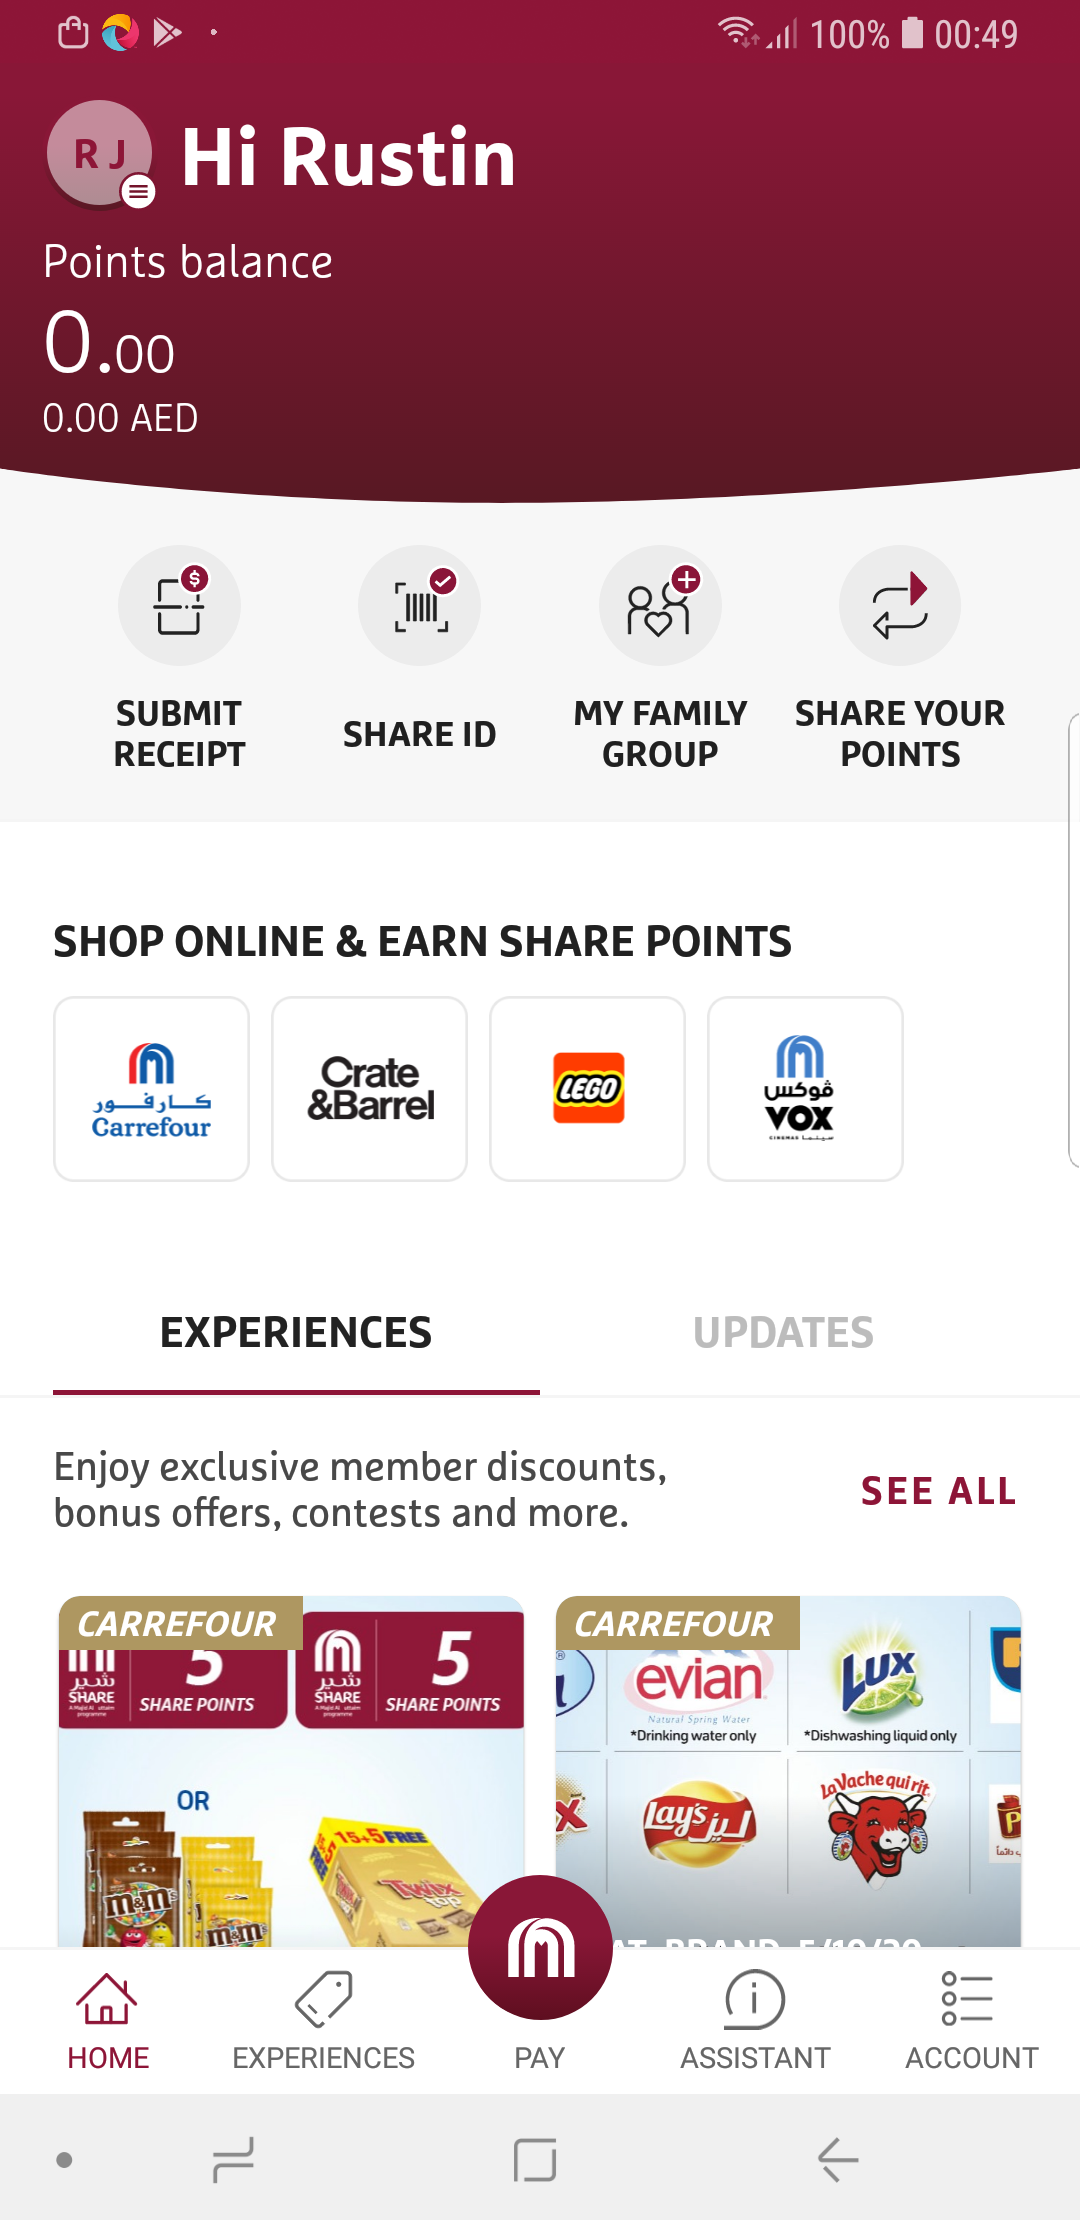 100% 00:49
R J
Hi Rustin
Points balance
0.00
0.00 AED
SUBMIT
RECEIPT
SHARE ID
MY FAMILY
GROUP
SHARE YOUR
POINTS
SHOP ONLINE & EARN SHARE POINTS
كارفور
Carrefour
Crate
&Barrel
LEGO
ڤوكس
VOX
CINEMAS سينما
EXPERIENCES
UPDATES
Enjoy exclusive member discounts,
bonus offers, contests and more.
SEE ALL
CARREFOUR
5
شير
SHARE
SHARE POINTS
5
شير
SHARE
SHARE POINTS
OR
m&m's
m&m's
15+5 FREE
Twix
top
CARREFOUR
evian
Natural Spring Water
*Drinking water only
LUX
*Dishwashing liquid only
Lay's ليز
La Vache qui rit
HOME
EXPERIENCES
PAY
ASSISTANT
ACCOUNT